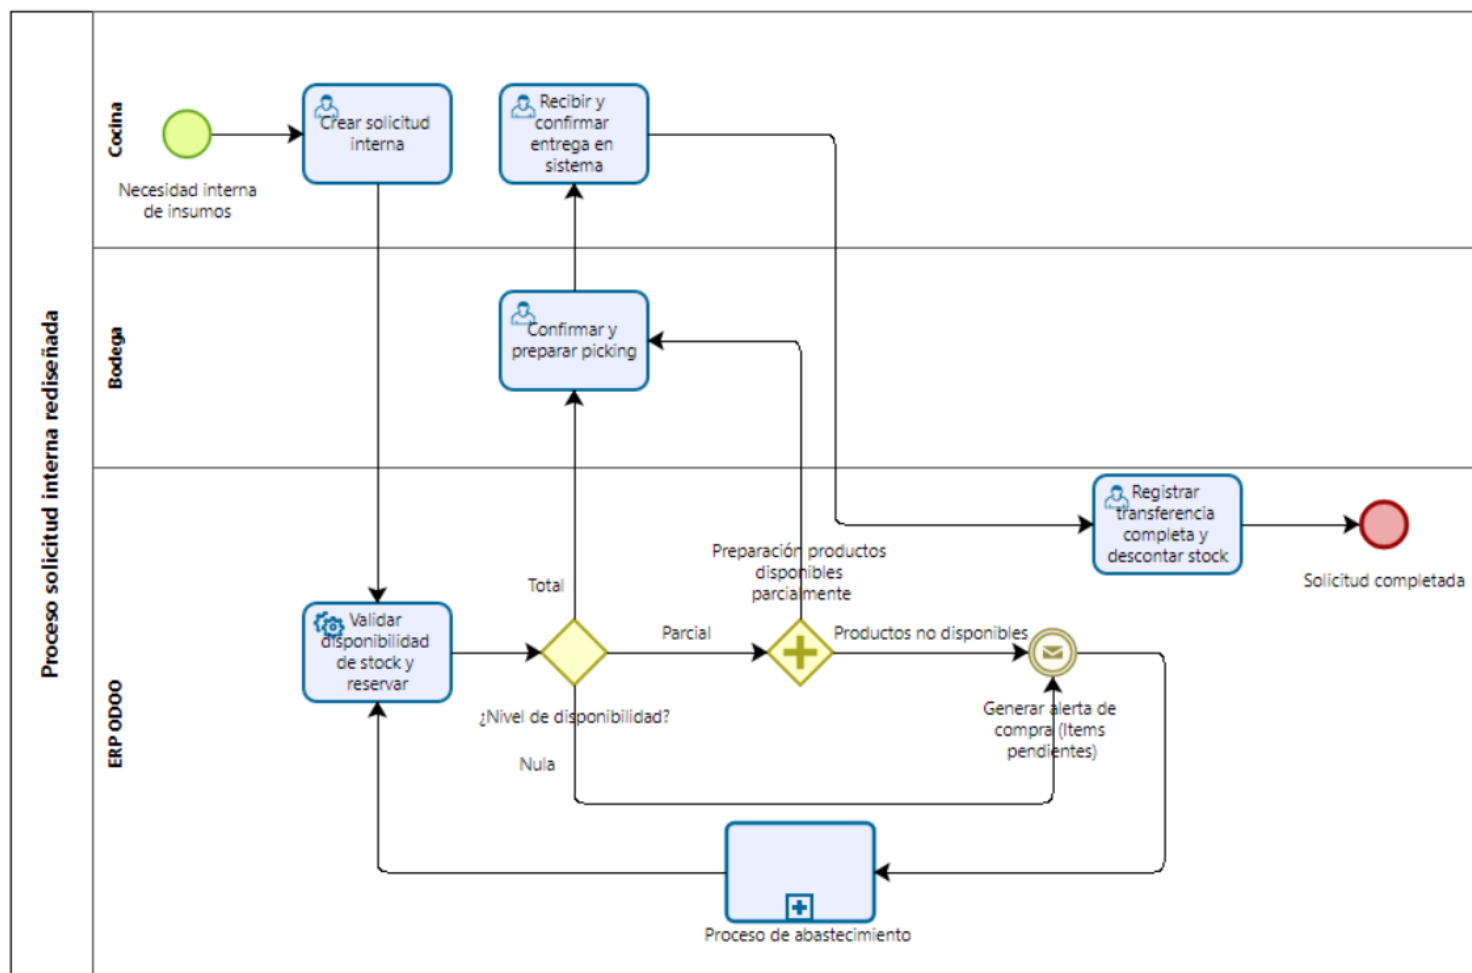 Proceso solicitud interna rediseñada
Cocina
Necesidad interna
de insumos
Crear solicitud
interna
Recibir y
confirmar
entrega en
sistema
Bodega
Confirmar y
preparar picking
ERP ODOO
Registrar
transferencia
completa y
descontar stock
Solicitud completada
Preparación productos
disponibles
parcialmente
Total
Validar
disponibilidad
de stock y
reservar
Parcial
Productos no disponibles
¿Nivel de disponibilidad?
Generar alerta de
compra (Items
pendientes)
Nula
Proceso de abastecimiento